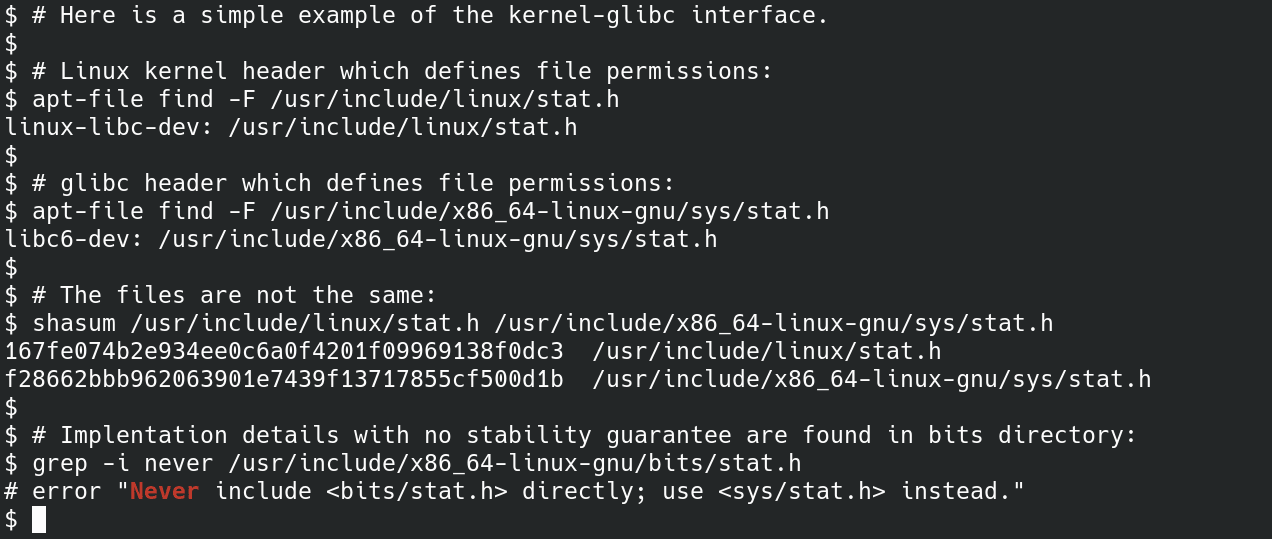 $ # Here is a simple example of the kernel-glibc interface.
$
$ # Linux kernel header which defines file permissions:
$ apt-file find -F /usr/include/linux/stat.h
linux-libc-dev: /usr/include/linux/stat.h
$
$ # glibc header which defines file permissions:
$ apt-file find -F /usr/include/x86_64-linux-gnu/sys/stat.h
libc6-dev: /usr/include/x86_64-linux-gnu/sys/stat.h
$
$ # The files are not the same:
$ shasum /usr/include/linux/stat.h /usr/include/x86_64-linux-gnu/sys/stat.h
167fe074b2e934ee0c6a0f4201f09969138f0dc3  /usr/include/linux/stat.h
f28662bbb962063901e7439f13717855cf500d1b  /usr/include/x86_64-linux-gnu/sys/stat.h
$
$ # Implentation details with no stability guarantee are found in bits directory:
$ grep -i never /usr/include/x86_64-linux-gnu/bits/stat.h
# error "Never include <bits/stat.h> directly; use <sys/stat.h> instead."
$